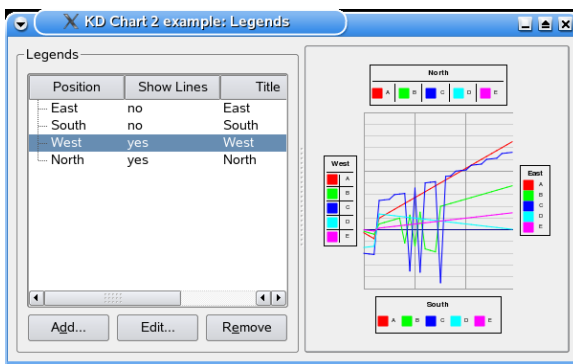 KD Chart 2 example: Legends
Legends
Position Show Lines Title
East no East
South no South
West yes West
North yes North
Add... Edit... Remove
North
A B C D E
West
A
B
C
D
E
East
A
B
C
D
E
South
A B C D E